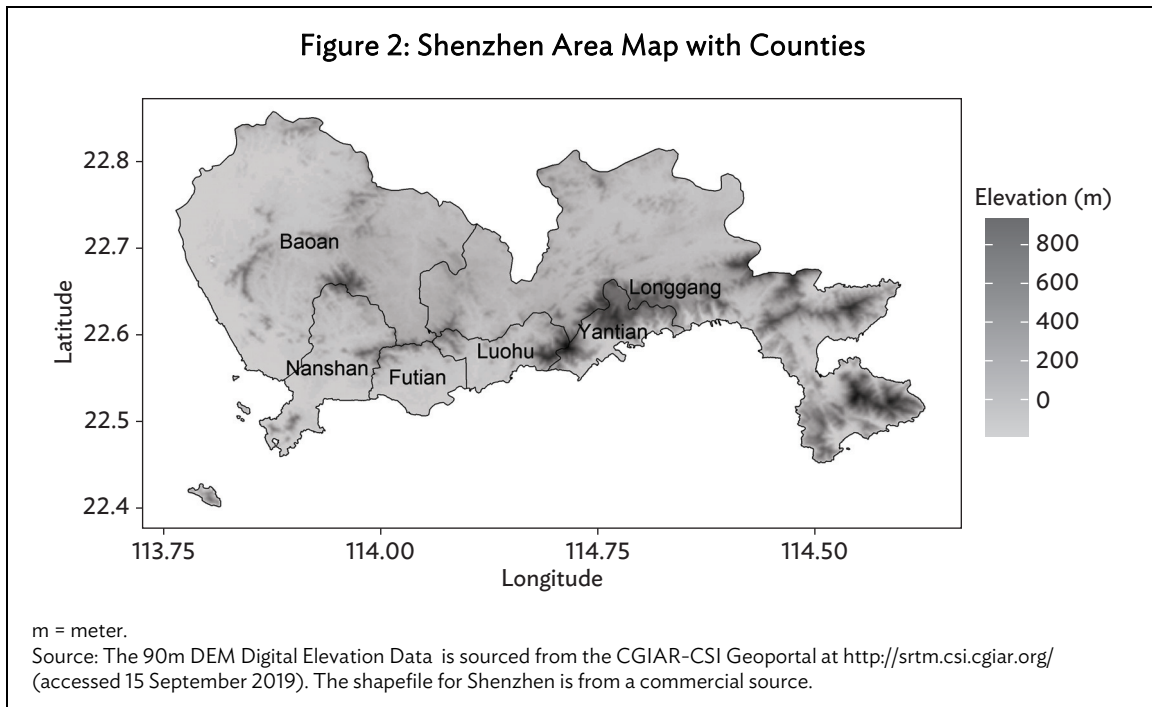 Figure 2: Shenzhen Area Map with Counties
22.8
22.7
22.6
22.5
22.4
Latitude
Baoan
Longgang
Yantian
Luohu
Nanshan
Futian
Elevation (m)
800
600
400
200
0
113.75 114.00 114.75 114.50
Longitude
m = meter.
Source: The 90m DEM Digital Elevation Data is sourced from the CGIAR-CSI Geoportal at http://srtm.csi.cgiar.org/
(accessed 15 September 2019). The shapefile for Shenzhen is from a commercial source.